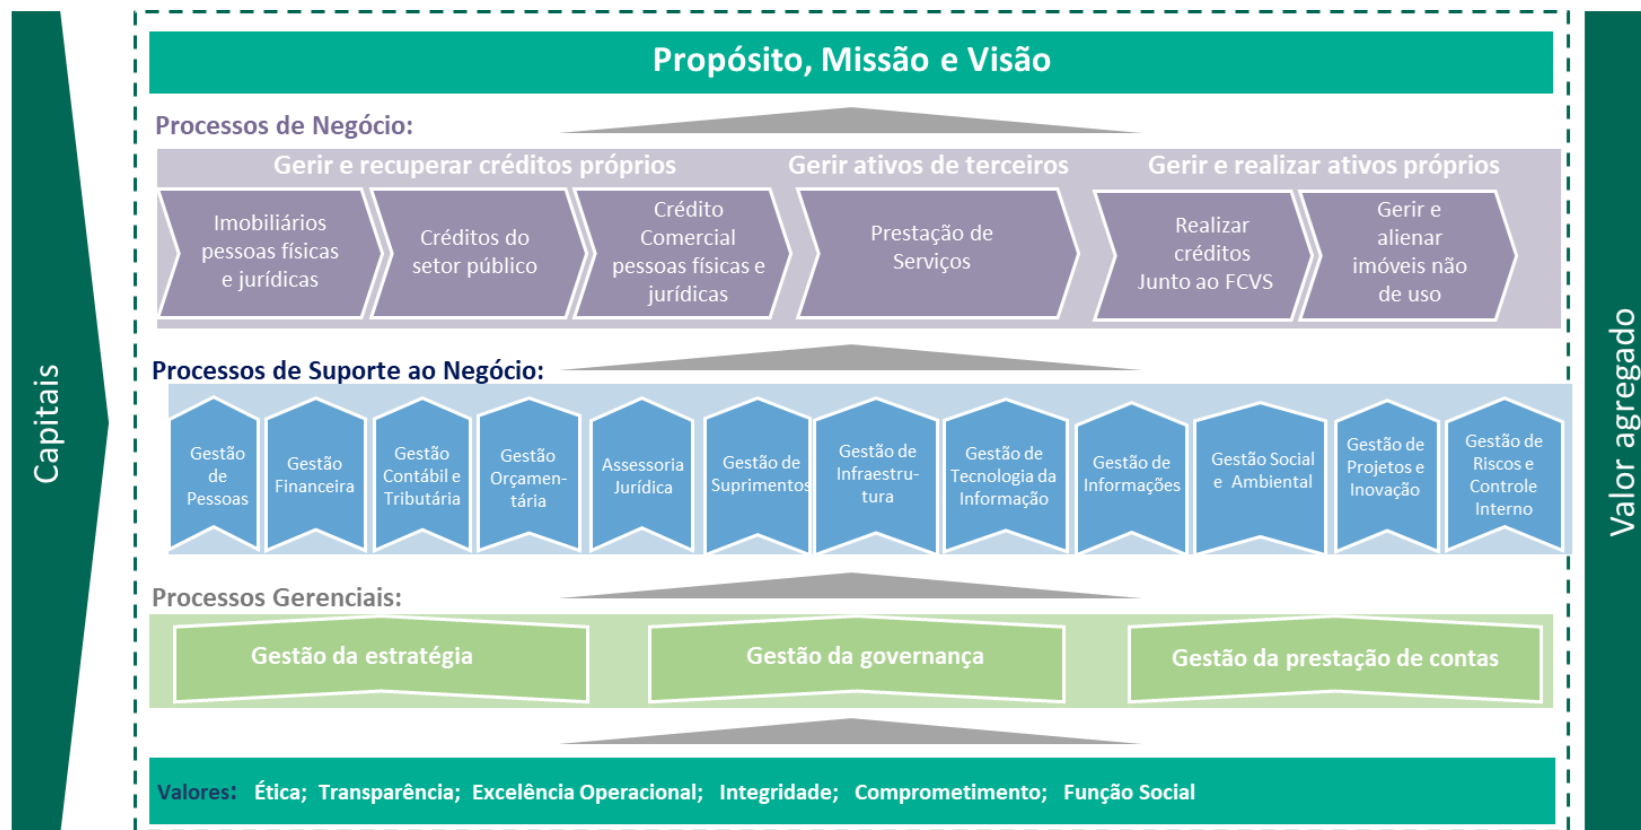 Capitais
Propósito, Missão e Visão
Processos de Negócio:
Gerir e recuperar créditos próprios
Imobiliários
pessoas físicas
e jurídicas
Créditos do
setor público
Crédito
Comercial
pessoas físicas e
jurídicas
Gerir ativos de terceiros
Prestação de
Serviços
Gerir e realizar ativos próprios
Realizar
créditos
Junto ao FCVS
Gerir e
alienar
imóveis não
de uso
Processos de Suporte ao Negócio:
Gestão
de
Pessoas
Gestão
Financeira
Gestão
Contábil e
Tributária
Gestão
Orçamen-
tária
Assessoria
Jurídica
Gestão de
Suprimentos
Gestão de
Infraestru-
tura
Gestão de
Tecnologia da
Informação
Gestão de
Informações
Gestão Social
e Ambiental
Gestão de
Projetos e
Inovação
Gestão de
Riscos e
Controle
Interno
Processos Gerenciais:
Gestão da estratégia
Gestão da governança
Gestão da prestação de contas
Valores: Ética; Transparência; Excelência Operacional; Integridade; Comprometimento; Função Social
Valor agregado